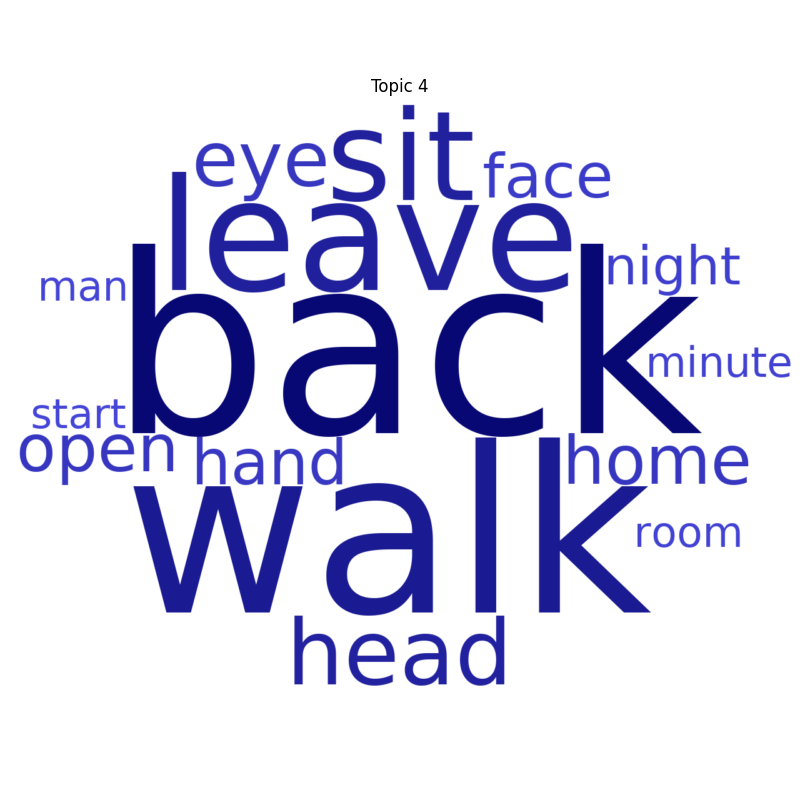 Topic 4
sit
eye face
leave
night
man
back
minute
start
open hand home
walk
room
head